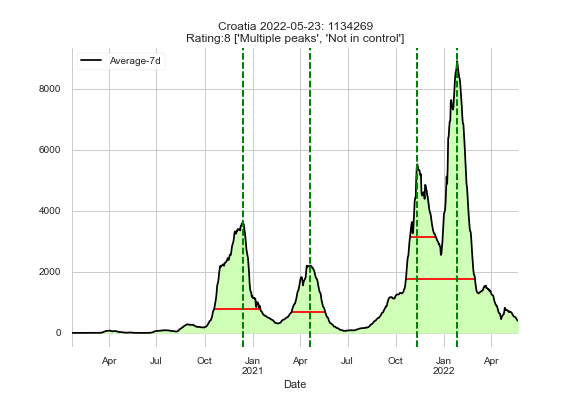 Croatia 2022-05-23: 1134269
Rating:8 ['Multiple peaks', 'Not in control']
Average-7d
8000
6000
4000
2000
0
Apr Jul Oct Jan Apr Jul Oct Jan Apr
2021 2022
Date